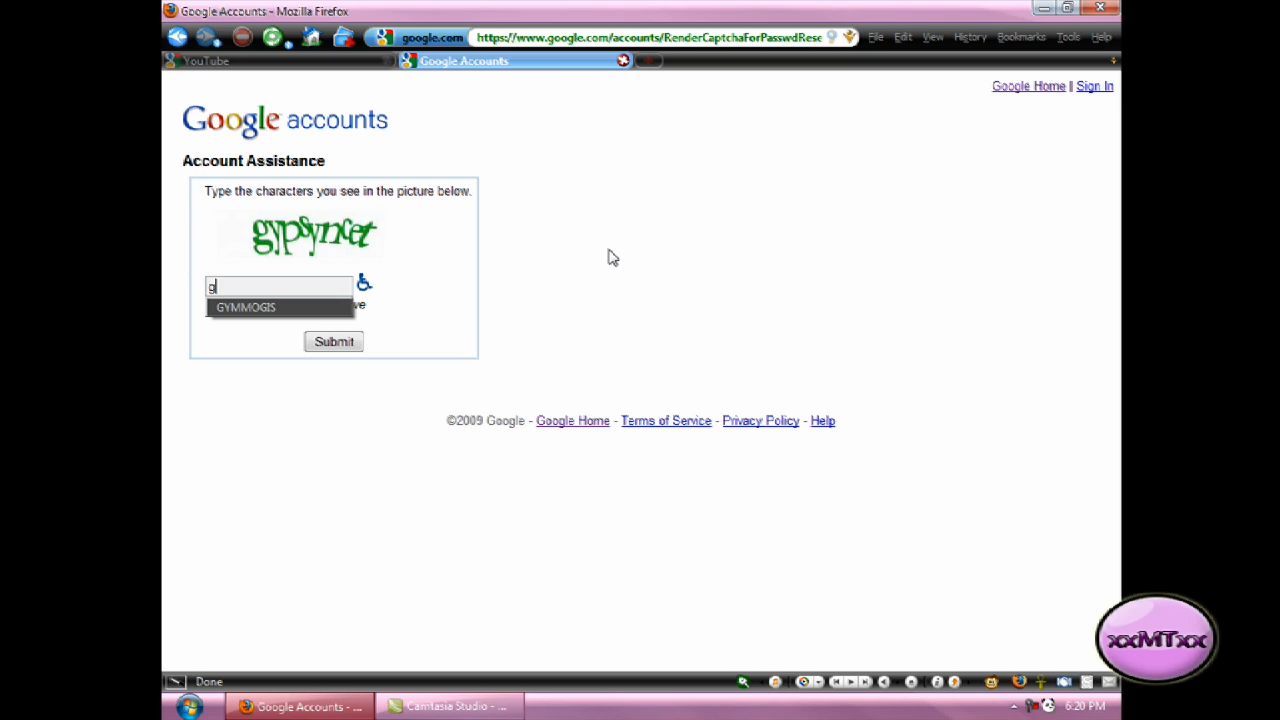 Google Accounts - Mozilla Firefox
google.com https://www.google.com/accounts/RenderCaptchaForPasswdRese File Edit View History Bookmarks Tools Help
YouTube Google Accounts
Google Home | Sign In
Google accounts
Account Assistance
Type the characters you see in the picture below.
g
GYMMOGIS ve
Submit
©2009 Google - Google Home - Terms of Service - Privacy Policy - Help
xxMTxx
Done
Google Accounts - ... Camtasia Studio - ... 6:20 PM